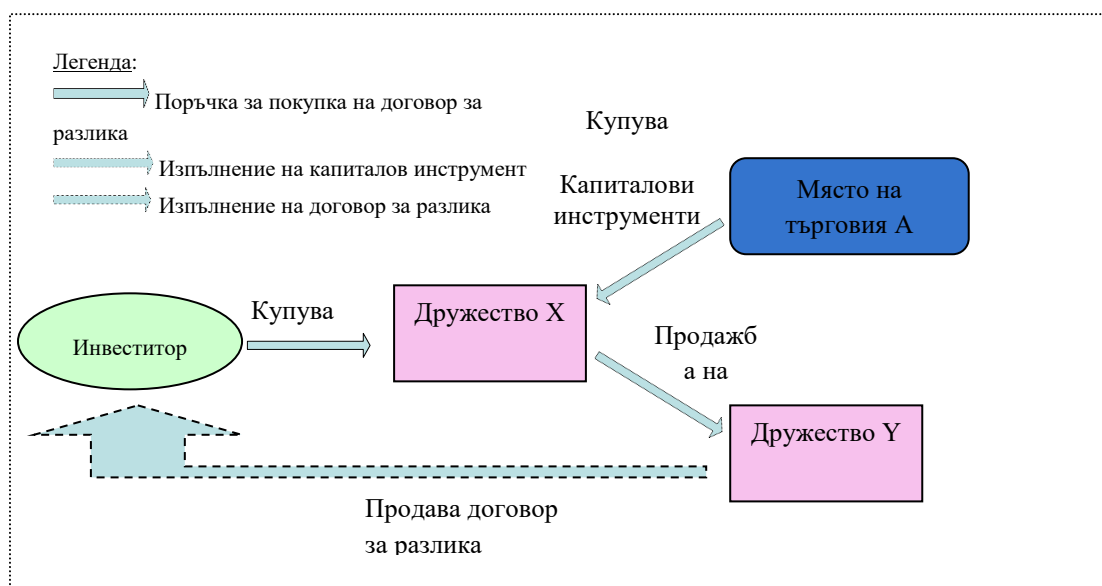 Легенда:
Поръчка за покупка на договор за
разлика
Изпълнение на капиталов инструмент
Изпълнение на договор за разлика
Купува
Капиталови
инструменти
Място на
търговия А
Купува
Дружество X
Инвеститор
Продажб
а на
Дружество Y
Продава договор
за разлика